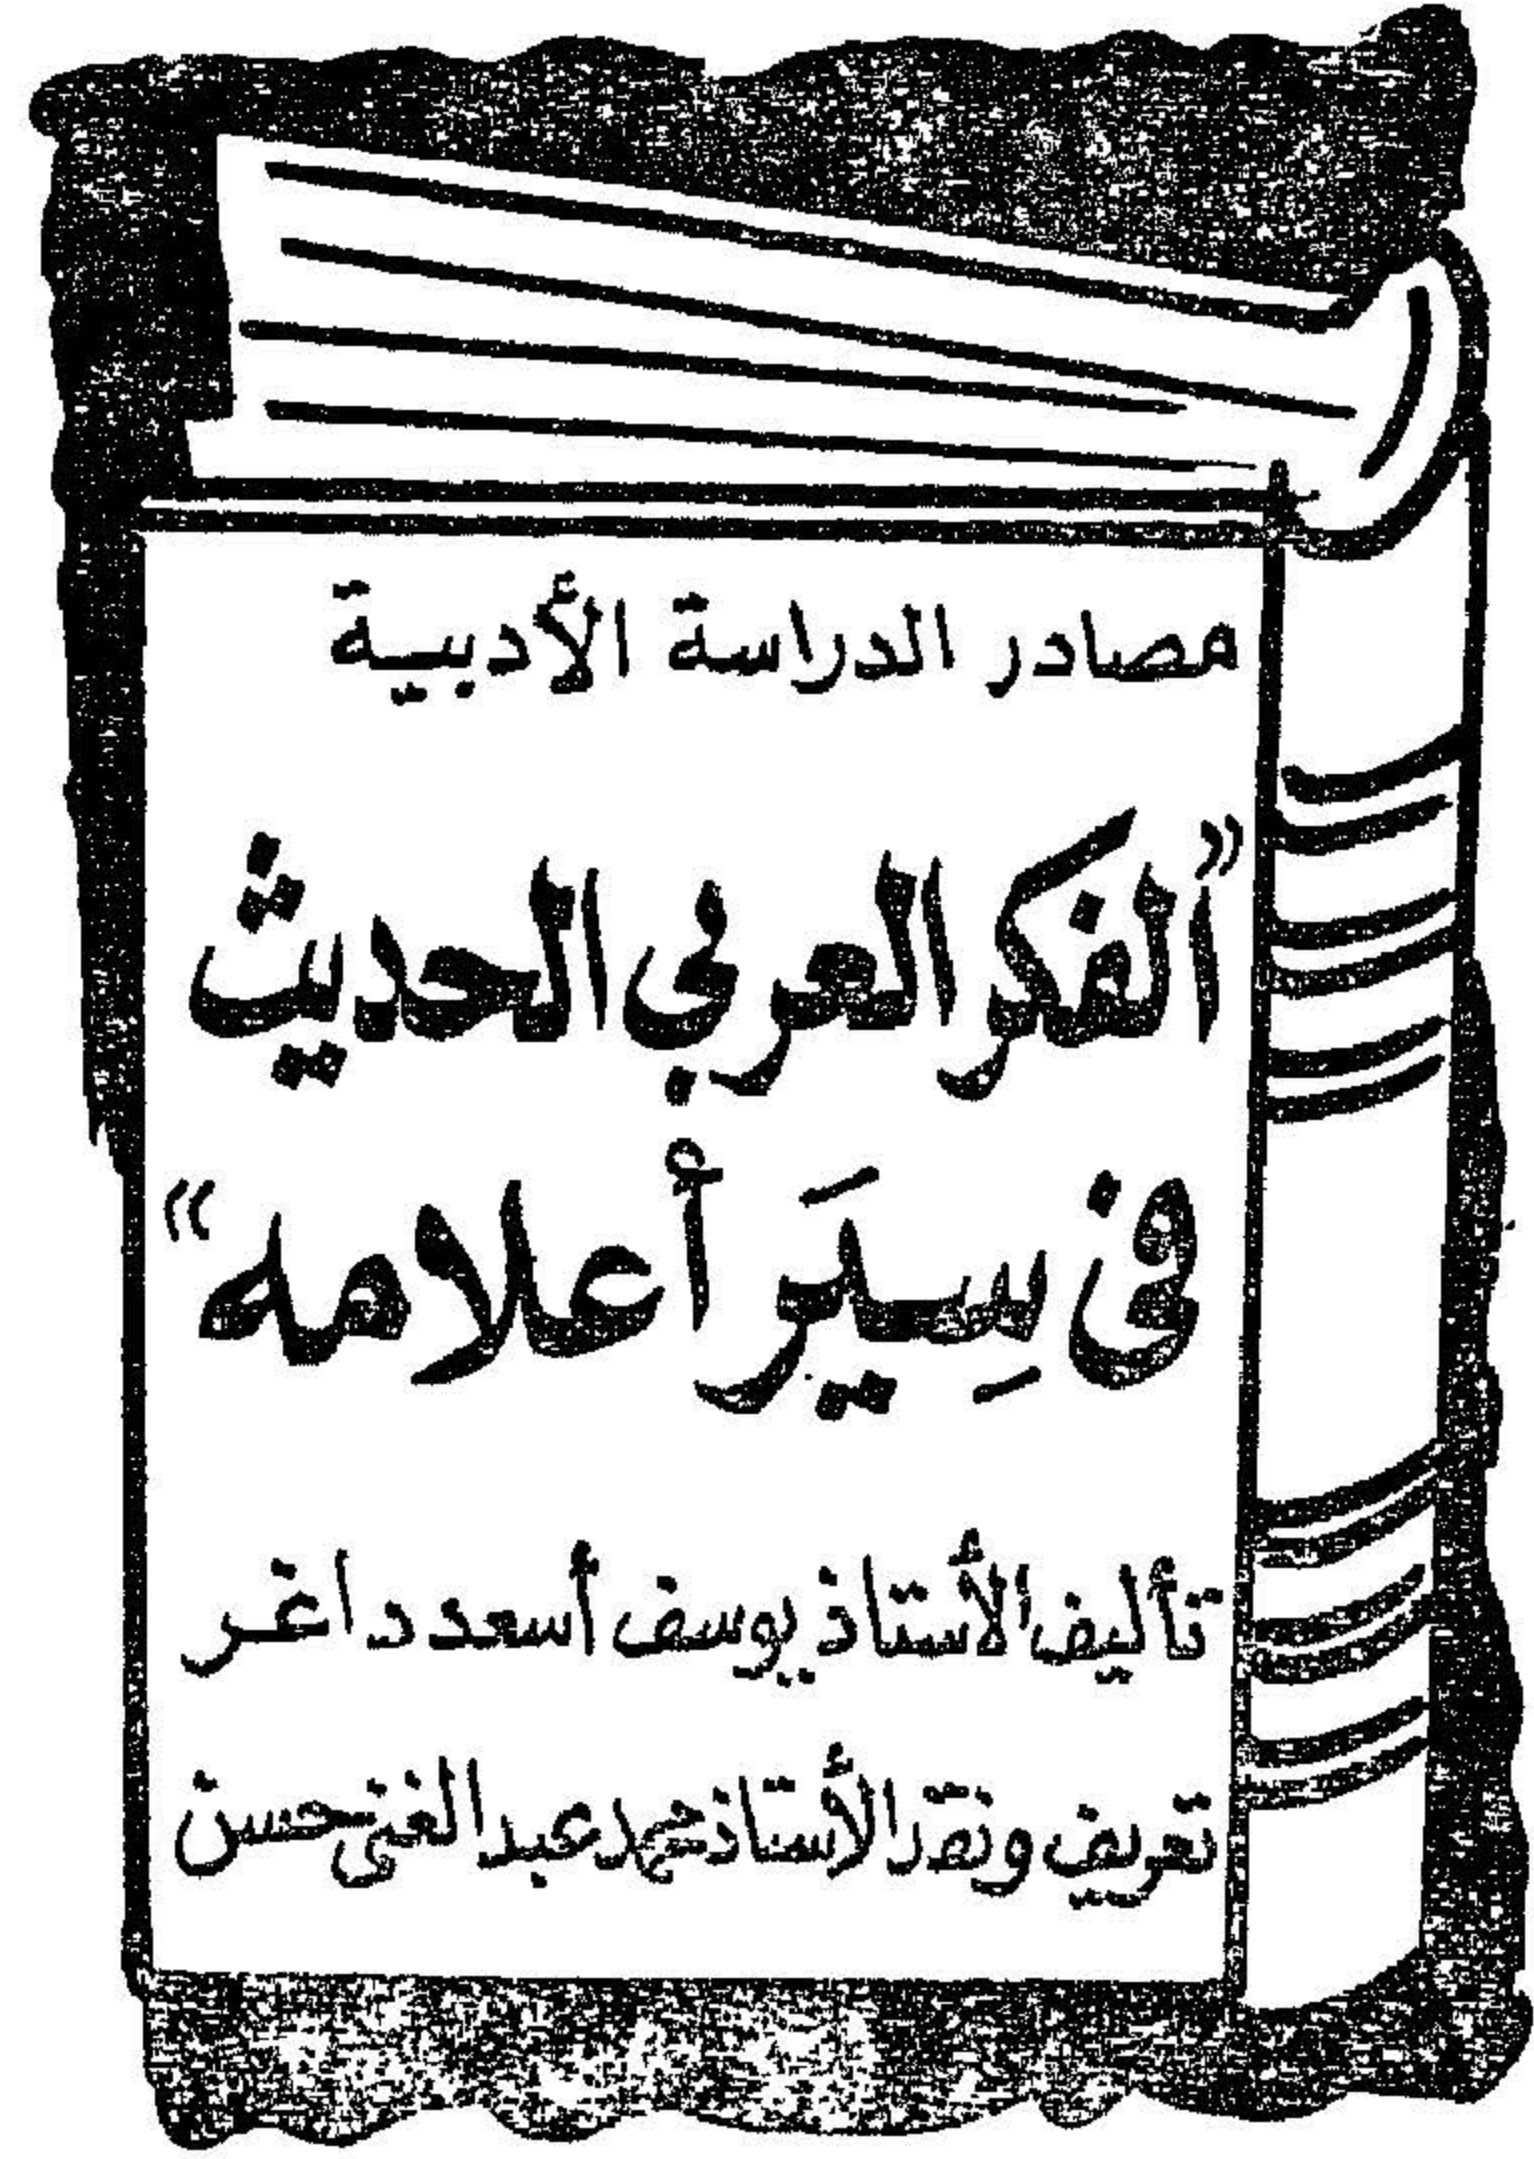 مصادر الدراسة الأدبية
"الفكر العربي الحديث
في سِيَر أعلامه"
تأليف الأستاذ يوسف أسعد داغر
تعريف ونقد الأستاذ محمد عبد الغنى حسن